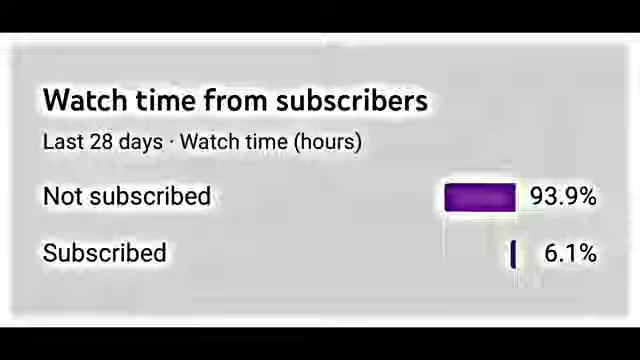 Watch time from subscribers
Last 28 days · Watch time (hours)
Not subscribed 93.9%
Subscribed 6.1%